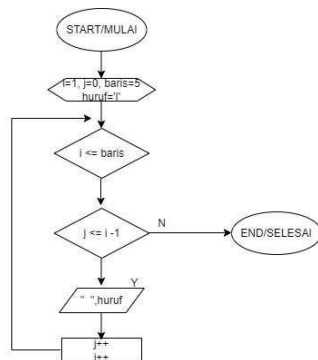 START/MULAI
i=1, j=0, baris=5
huruf='I'
i <= baris
j <= i -1
N
END/SELESAI
Y
" ",huruf
j++
i++